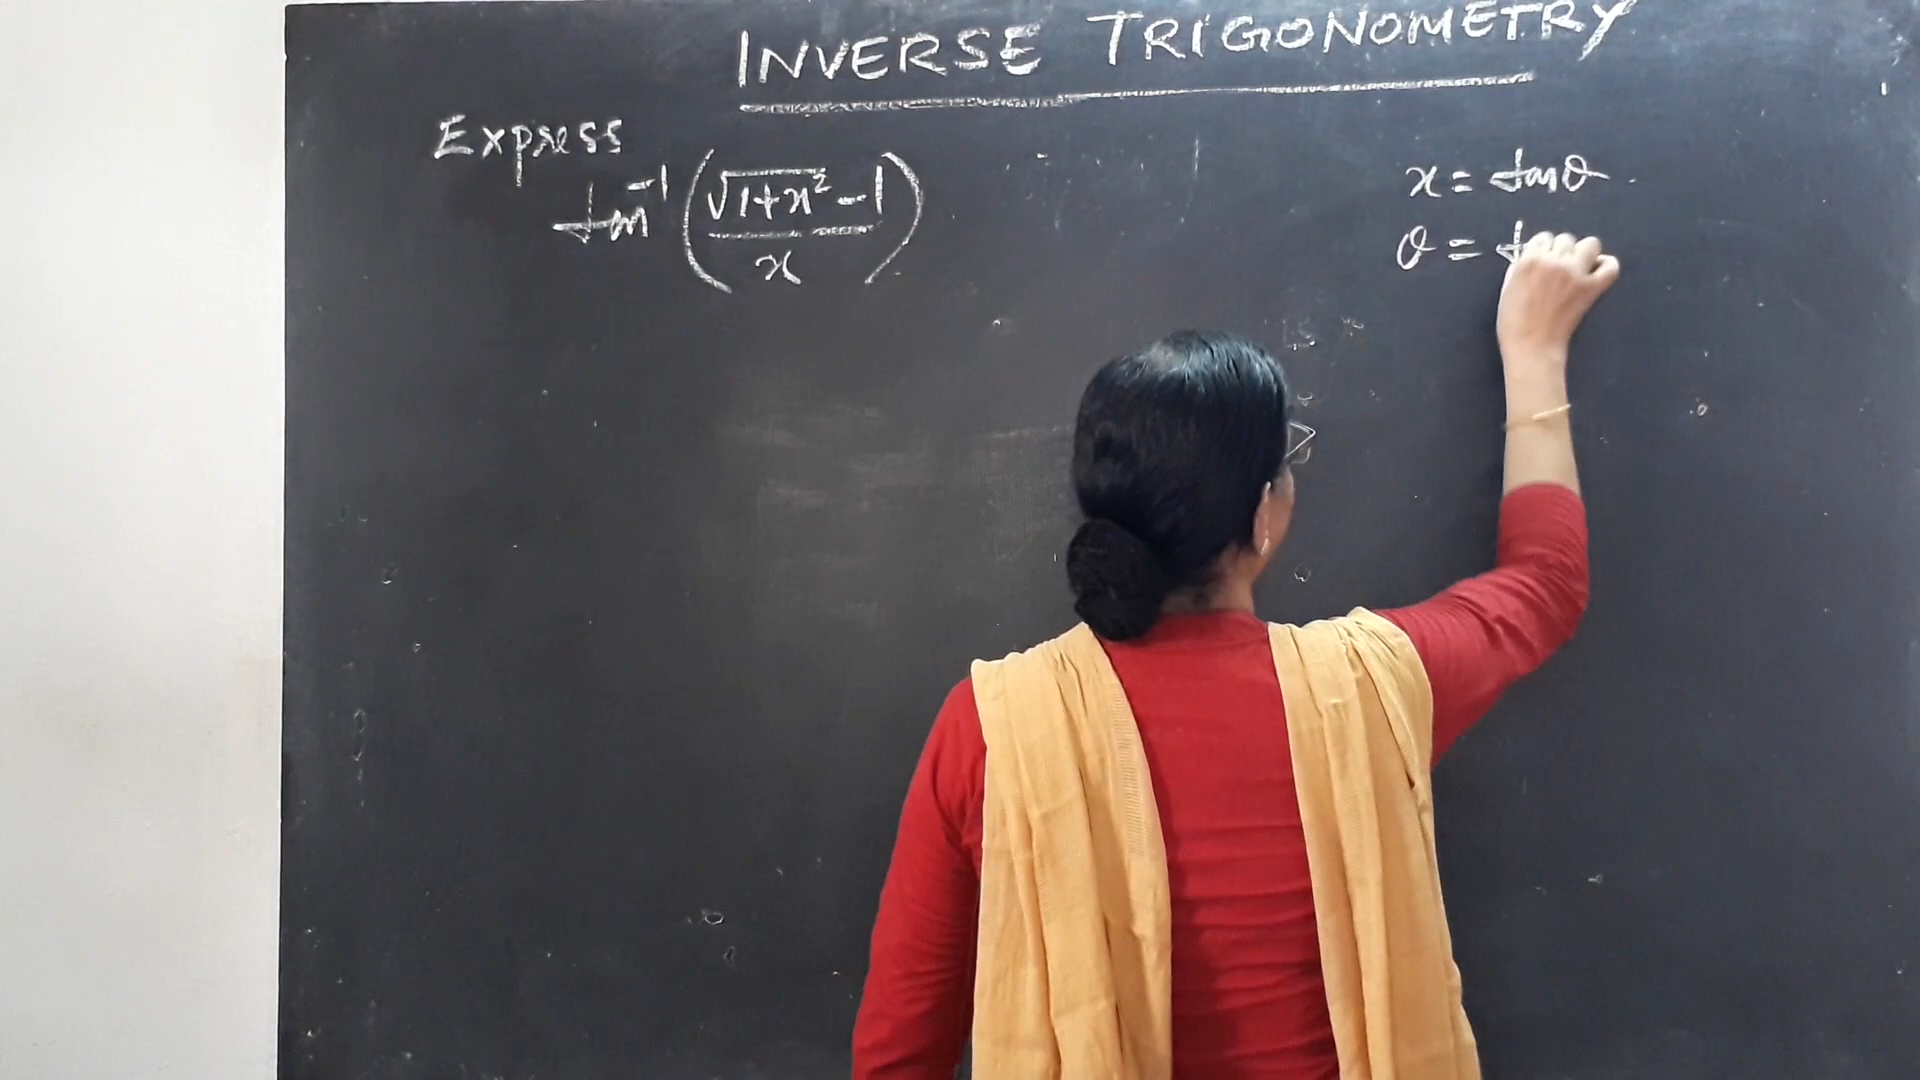 INVERSE TRIGONOMETRY
Express
tan⁻¹(√1+x² -1 / x)
x = tanθ
θ =